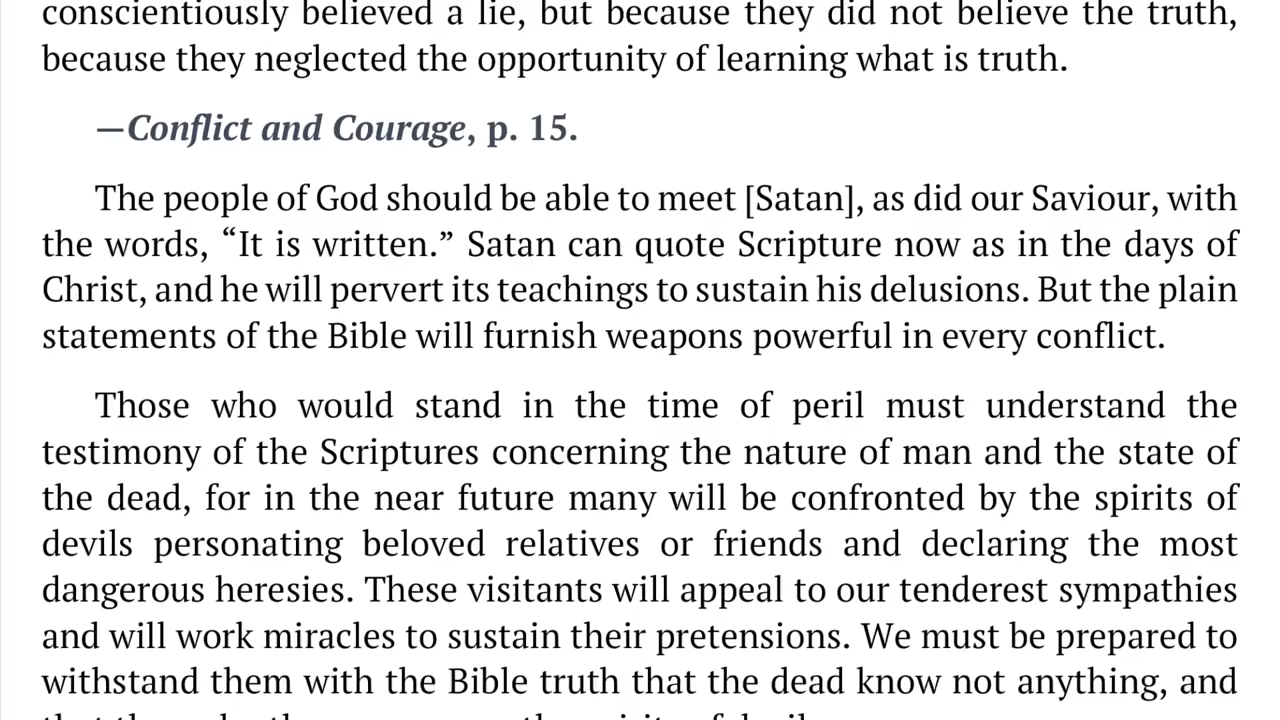 conscientiously believed a lie, but because they did not believe the truth,
because they neglected the opportunity of learning what is truth.
—Conflict and Courage, p. 15.
The people of God should be able to meet [Satan], as did our Saviour, with
the words, “It is written.” Satan can quote Scripture now as in the days of
Christ, and he will pervert its teachings to sustain his delusions. But the plain
statements of the Bible will furnish weapons powerful in every conflict.
Those who would stand in the time of peril must understand the
testimony of the Scriptures concerning the nature of man and the state of
the dead, for in the near future many will be confronted by the spirits of
devils personating beloved relatives or friends and declaring the most
dangerous heresies. These visitants will appeal to our tenderest sympathies
and will work miracles to sustain their pretensions. We must be prepared to
withstand them with the Bible truth that the dead know not anything, and